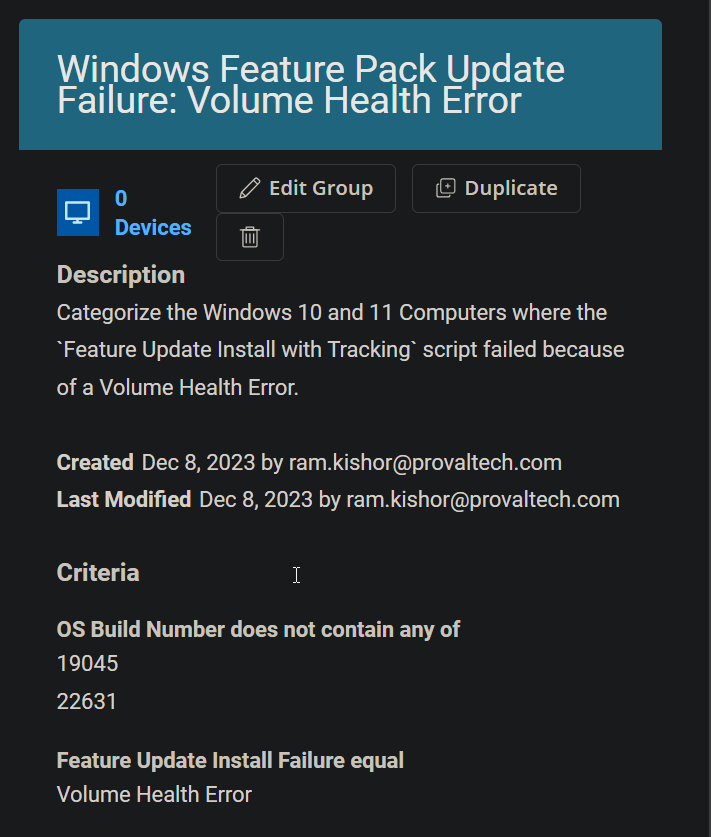 Windows Feature Pack Update
Failure: Volume Health Error
0
Devices
Edit Group
Duplicate
Description
Categorize the Windows 10 and 11 Computers where the
`Feature Update Install with Tracking` script failed because
of a Volume Health Error.
Created Dec 8, 2023 by ram.kishor@provaltech.com
Last Modified Dec 8, 2023 by ram.kishor@provaltech.com
Criteria
OS Build Number does not contain any of
19045
22631
Feature Update Install Failure equal
Volume Health Error